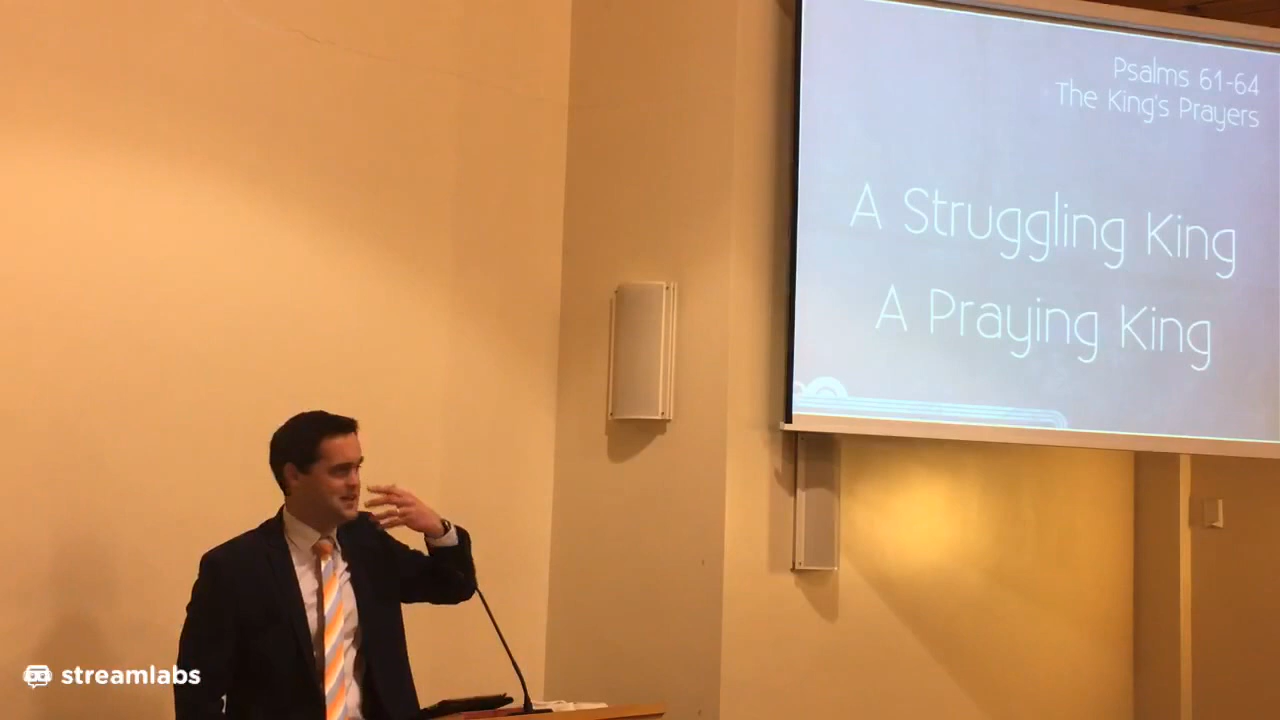 Psalms 61-64
The King's Prayers
A Struggling King
A Praying King
streamlabs